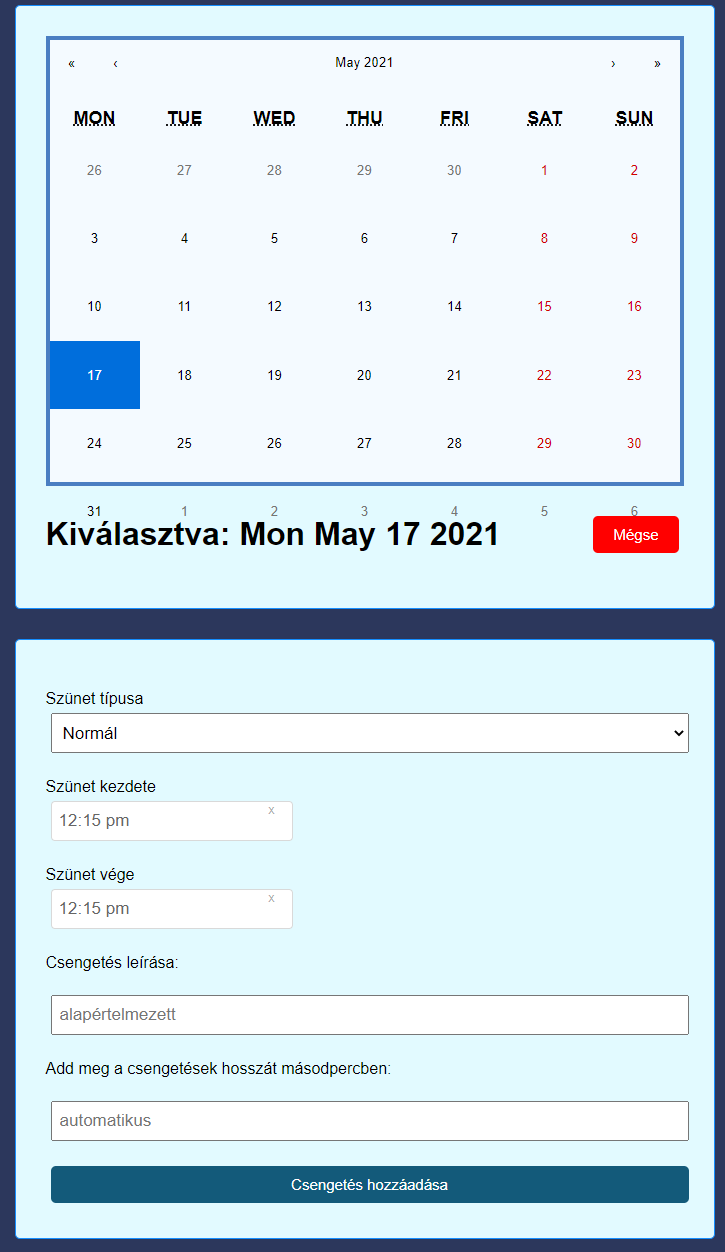 « ‹ May 2021 › »
MON TUE WED THU FRI SAT SUN
26 27 28 29 30 1 2
3 4 5 6 7 8 9
10 11 12 13 14 15 16
17 18 19 20 21 22 23
24 25 26 27 28 29 30
31 1 2 3 4 5 6
Kiválasztva: Mon May 17 2021 Mégse
Szünet típusa
Normál
Szünet kezdete
12:15 pm x
Szünet vége
12:15 pm x
Csengetés leírása:
alapértelmezett
Add meg a csengetések hosszát másodpercben:
automatikus
Csengetés hozzáadása